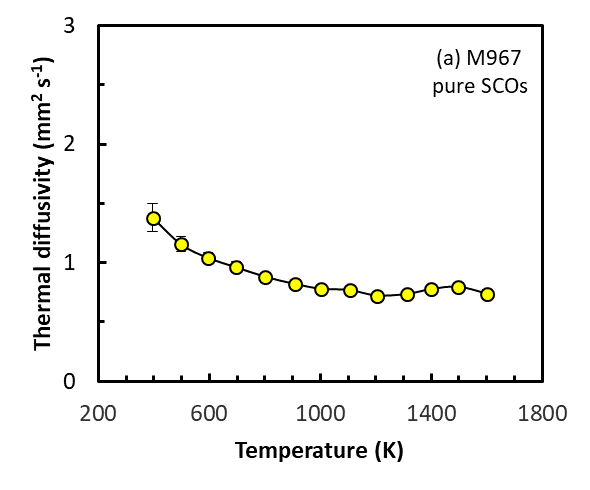 3
(a) M967
pure SCOs
2
1
0
Thermal diffusivity (mm² s⁻¹)
200 600 1000 1400 1800
Temperature (K)